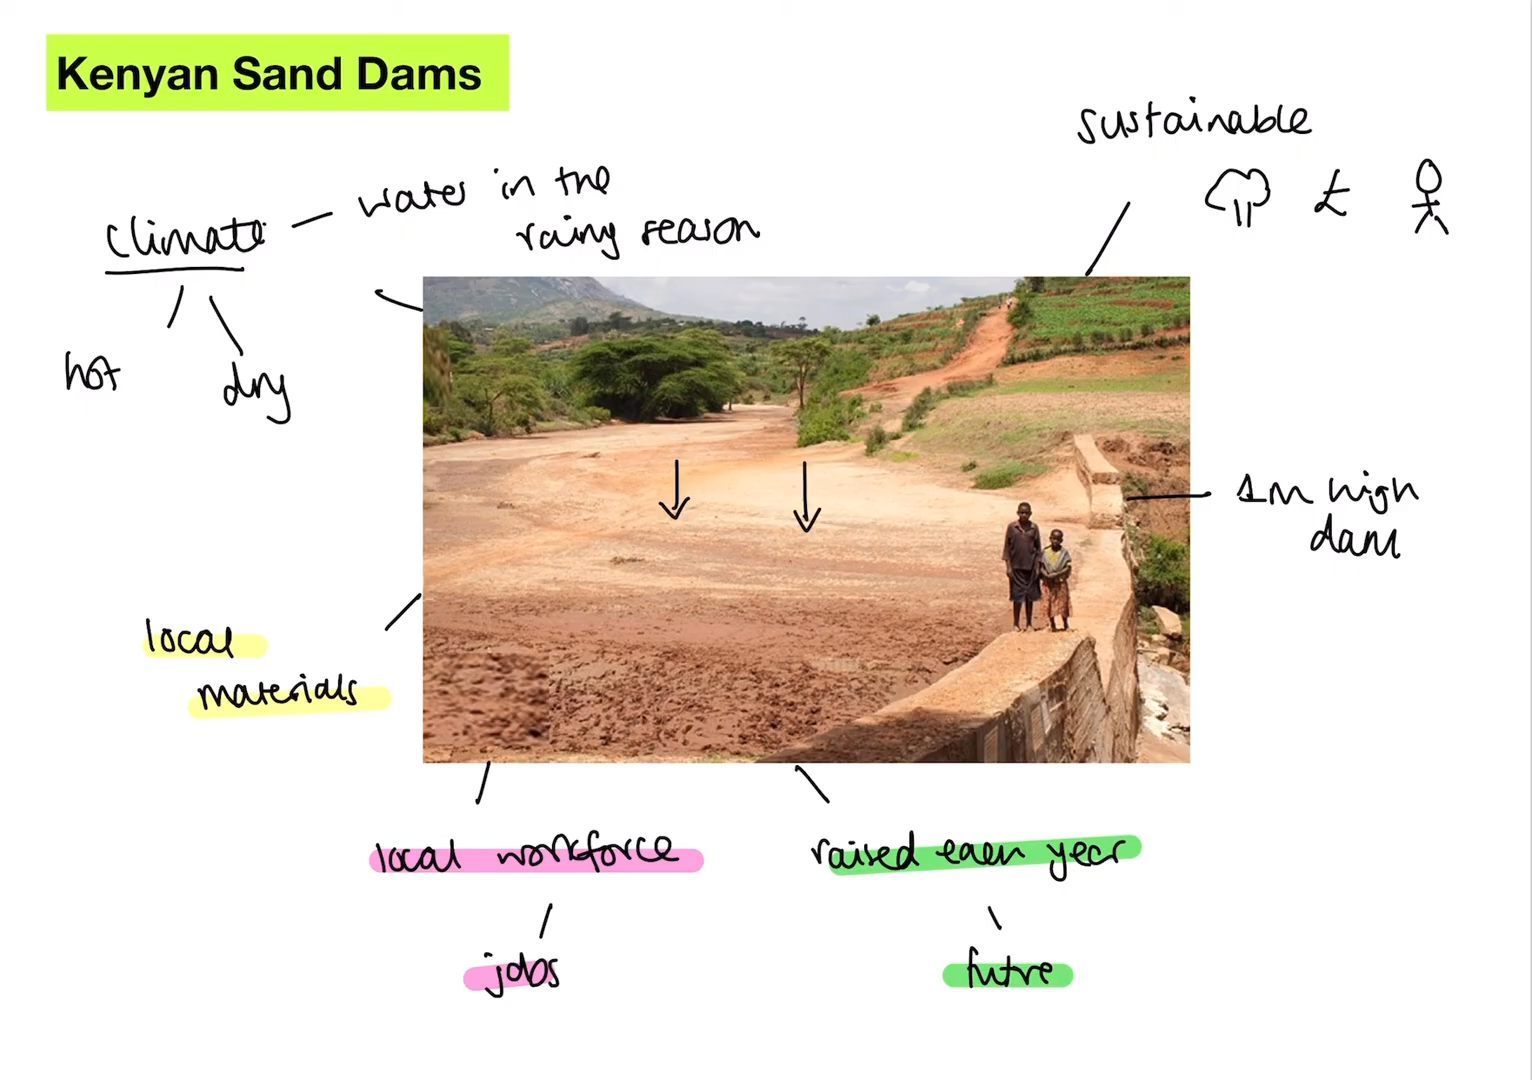 Kenyan Sand Dams
sustainable
£
water in the
rainy season
climate
hot
dry
1m high
dam
local
materials
local workforce
raised each year
jobs
futre